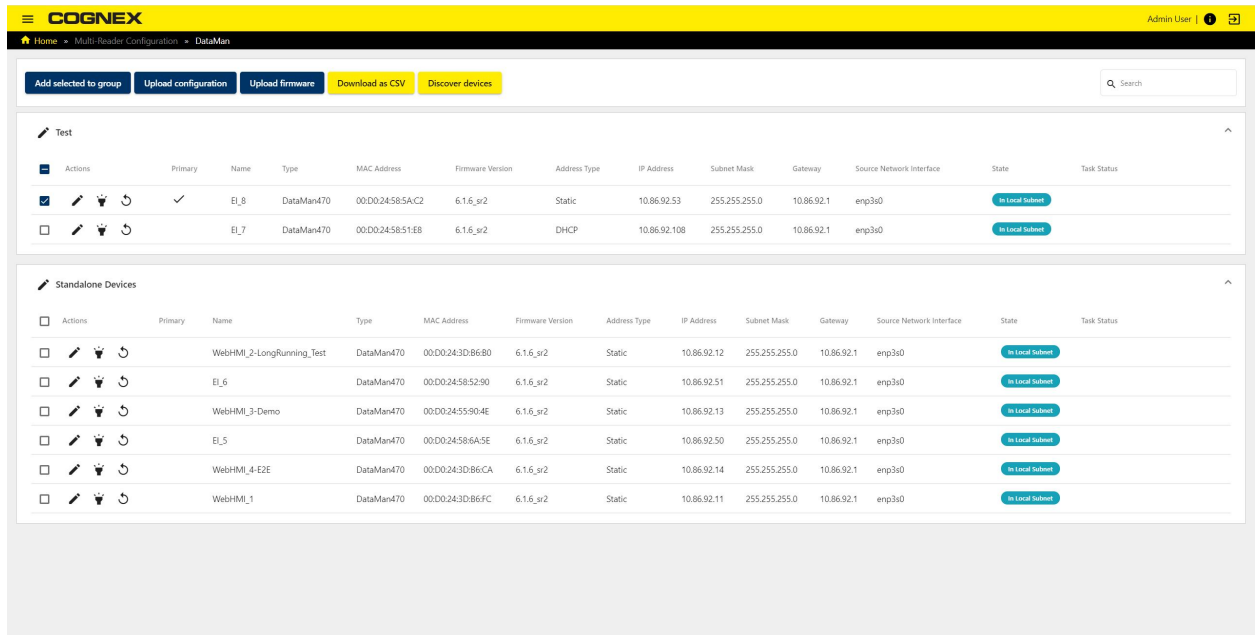 COGNEX Admin User |
Home » Multi-Reader Configuration » DataMan
Add selected to group Upload configuration Upload firmware Download as CSV Discover devices Search
Test
Actions Primary Name Type MAC Address Firmware Version Address Type IP Address Subnet Mask Gateway Source Network Interface State Task Status
EI_8 DataMan470 00:D0:24:58:5A:C2 6.1.6_sr2 Static 10.86.92.53 255.255.255.0 10.86.92.1 enp3s0 In Local Subnet
EI_7 DataMan470 00:D0:24:58:51:E8 6.1.6_sr2 DHCP 10.86.92.108 255.255.255.0 10.86.92.1 enp3s0 In Local Subnet
Standalone Devices
Actions Primary Name Type MAC Address Firmware Version Address Type IP Address Subnet Mask Gateway Source Network Interface State Task Status
WebHMI_2-LongRunning_Test DataMan470 00:D0:24:3D:B6:B0 6.1.6_sr2 Static 10.86.92.12 255.255.255.0 10.86.92.1 enp3s0 In Local Subnet
EI_6 DataMan470 00:D0:24:58:52:90 6.1.6_sr2 Static 10.86.92.51 255.255.255.0 10.86.92.1 enp3s0 In Local Subnet
WebHMI_3-Demo DataMan470 00:D0:24:55:90:4E 6.1.6_sr2 Static 10.86.92.13 255.255.255.0 10.86.92.1 enp3s0 In Local Subnet
EI_5 DataMan470 00:D0:24:58:6A:5E 6.1.6_sr2 Static 10.86.92.50 255.255.255.0 10.86.92.1 enp3s0 In Local Subnet
WebHMI_4-E2E DataMan470 00:D0:24:3D:B6:CA 6.1.6_sr2 Static 10.86.92.14 255.255.255.0 10.86.92.1 enp3s0 In Local Subnet
WebHMI_1 DataMan470 00:D0:24:3D:B6:FC 6.1.6_sr2 Static 10.86.92.11 255.255.255.0 10.86.92.1 enp3s0 In Local Subnet